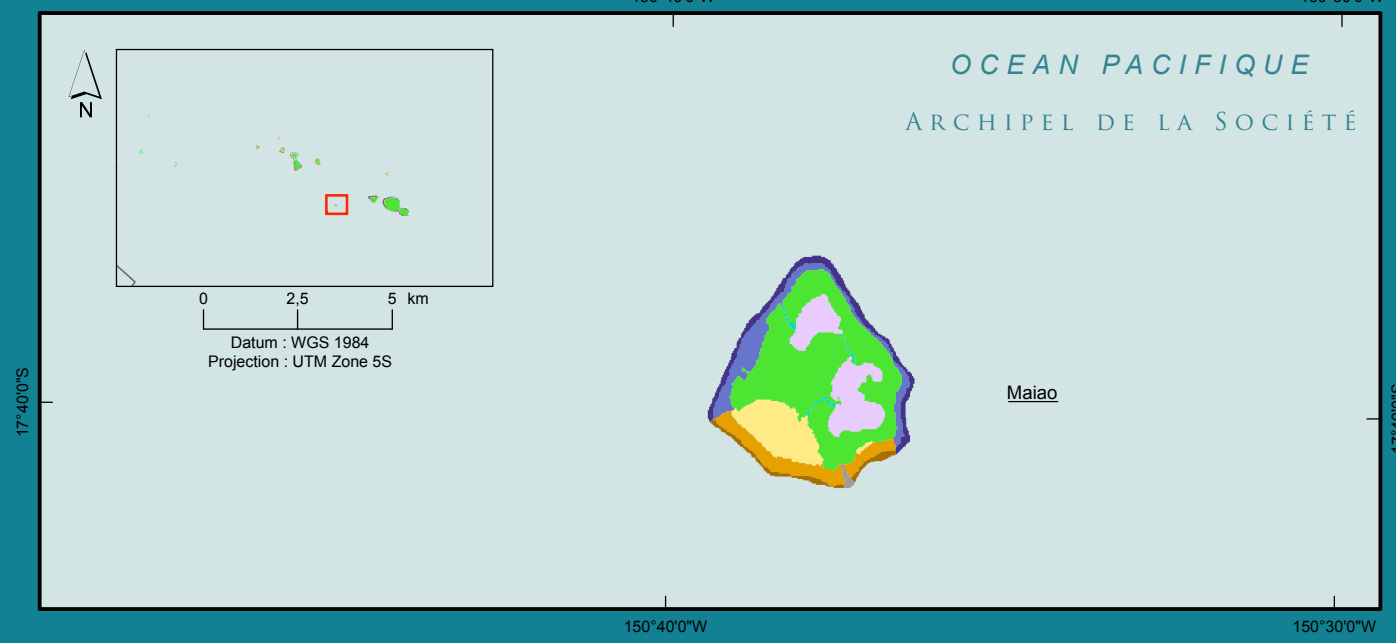 OCEAN PACIFIQUE
ARCHIPEL DE LA SOCIÉTÉ
N
0 2,5 5 km
Datum : WGS 1984
Projection : UTM Zone 5S
17°40'0"S
Maiao
150°40'0"W
150°30'0"W